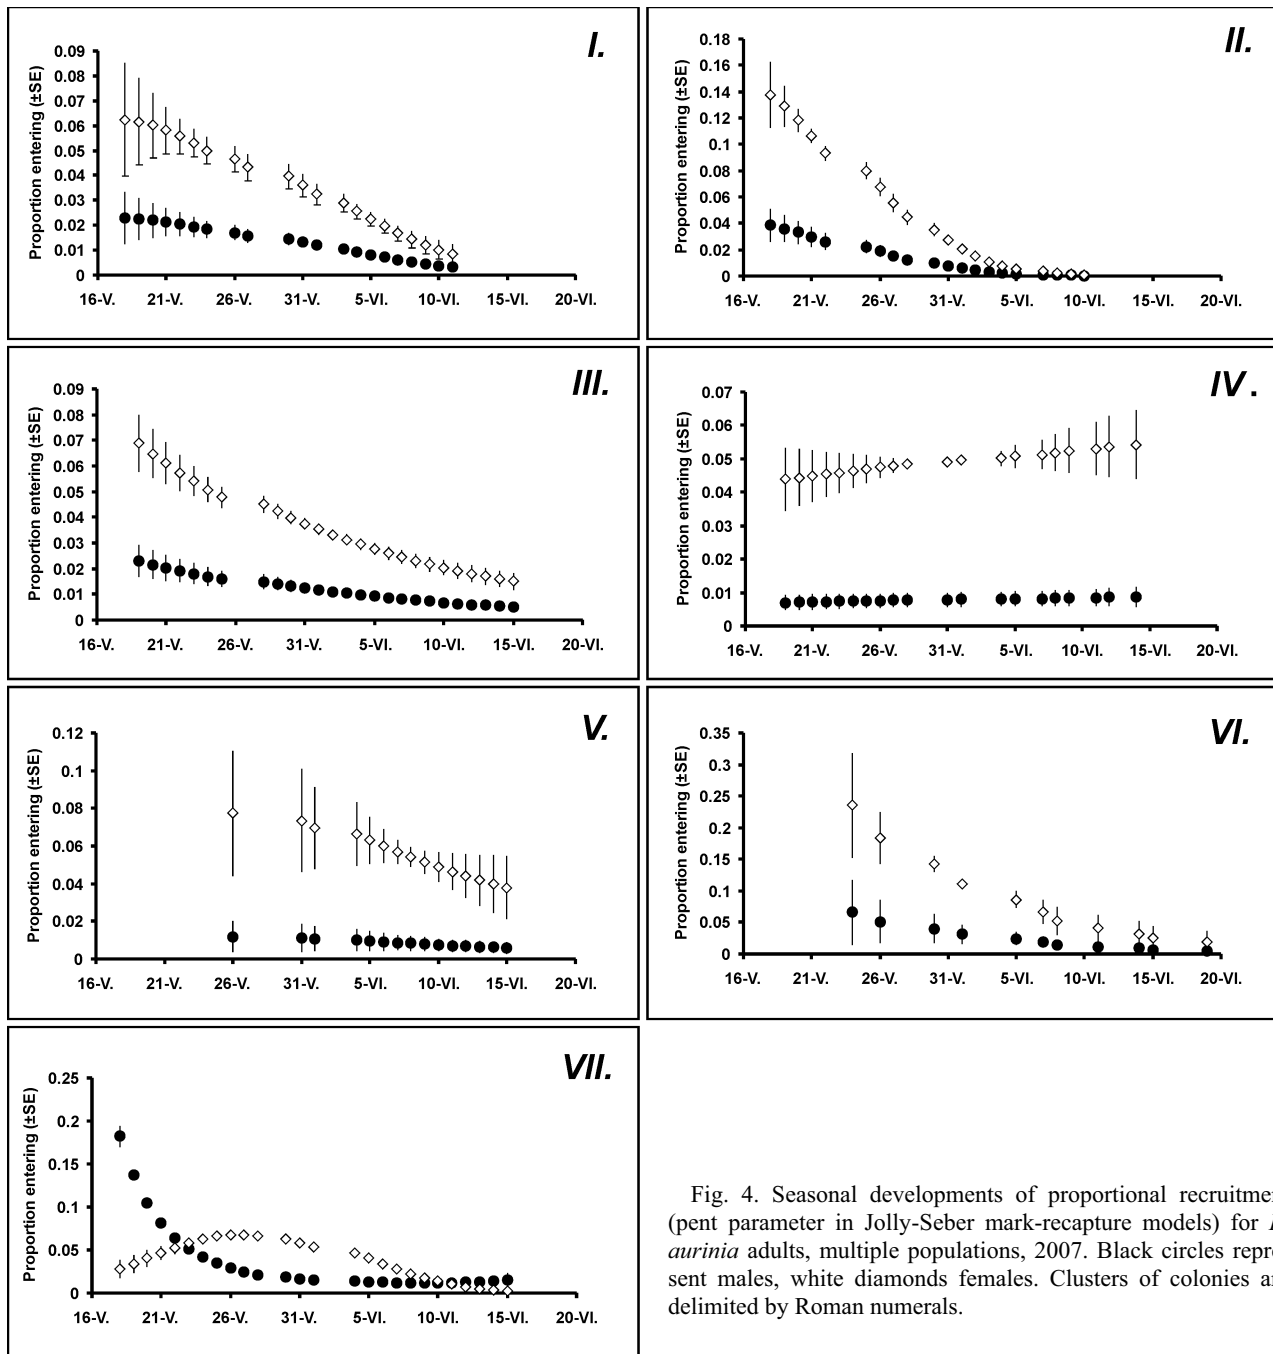 I.
Proportion entering (±SE)
0.09
0.08
0.07
0.06
0.05
0.04
0.03
0.02
0.01
0
16-V. 21-V. 26-V. 31-V. 5-VI. 10-VI. 15-VI. 20-VI.
II.
Proportion entering (±SE)
0.18
0.16
0.14
0.12
0.1
0.08
0.06
0.04
0.02
0
16-V. 21-V. 26-V. 31-V. 5-VI. 10-VI. 15-VI. 20-VI.
III.
Proportion entering (±SE)
0.09
0.08
0.07
0.06
0.05
0.04
0.03
0.02
0.01
0
16-V. 21-V. 26-V. 31-V. 5-VI. 10-VI. 15-VI. 20-VI.
IV.
Proportion entering (±SE)
0.07
0.06
0.05
0.04
0.03
0.02
0.01
0
16-V. 21-V. 26-V. 31-V. 5-VI. 10-VI. 15-VI. 20-VI.
V.
Proportion entering (±SE)
0.12
0.1
0.08
0.06
0.04
0.02
0
16-V. 21-V. 26-V. 31-V. 5-VI. 10-VI. 15-VI. 20-VI.
VI.
Proportion entering (±SE)
0.35
0.3
0.25
0.2
0.15
0.1
0.05
0
16-V. 21-V. 26-V. 31-V. 5-VI. 10-VI. 15-VI. 20-VI.
VII.
Proportion entering (±SE)
0.25
0.2
0.15
0.1
0.05
0
16-V. 21-V. 26-V. 31-V. 5-VI. 10-VI. 15-VI. 20-VI.
Fig. 4. Seasonal developments of proportional recruitme
(pent parameter in Jolly-Seber mark-recapture models) for
aurinia adults, multiple populations, 2007. Black circles repre
sent males, white diamonds females. Clusters of colonies a
delimited by Roman numerals.